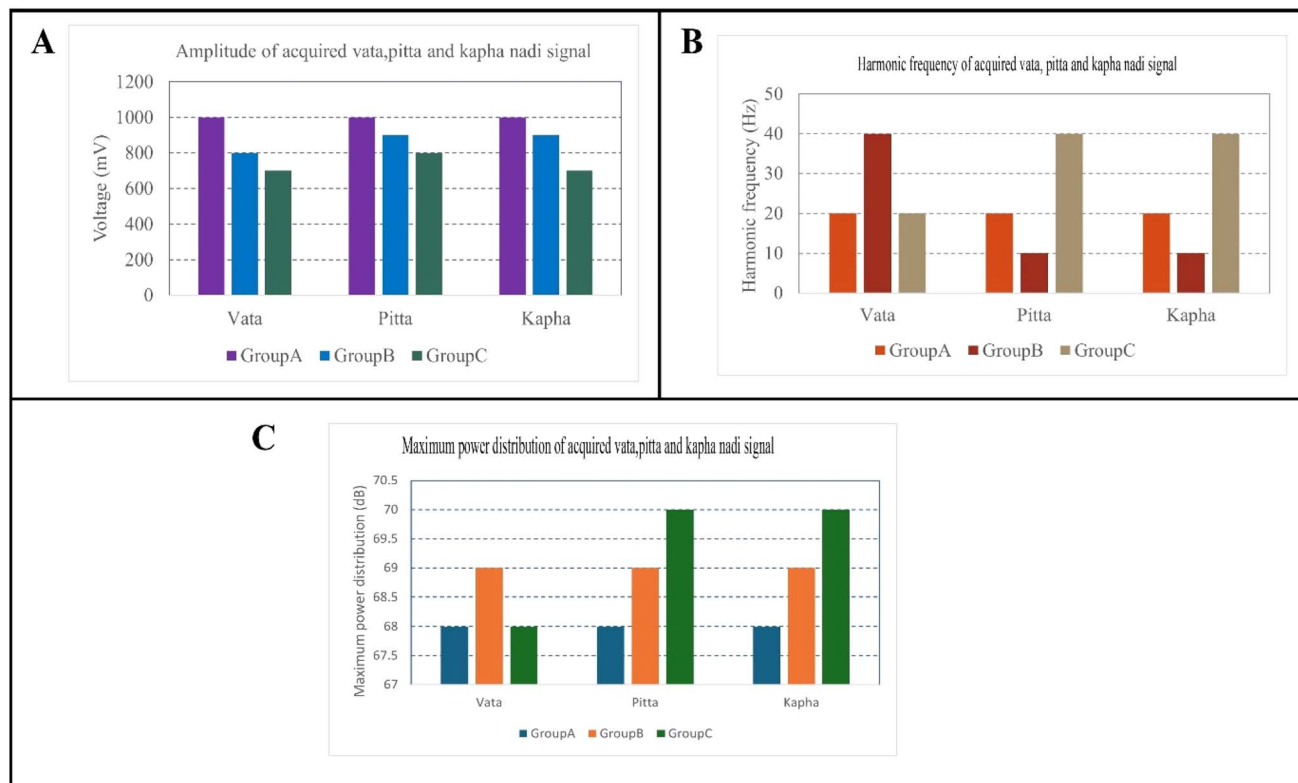 A
Amplitude of acquired vata,pitta and kapha nadi signal
Voltage (mV)
1200
1000
800
600
400
200
0
Vata Pitta Kapha
GroupA GroupB GroupC
B
Harmonic frequency of acquired vata, pitta and kapha nadi signal
Harmonic frequency (Hz)
50
40
30
20
10
0
Vata Pitta Kapha
GroupA GroupB GroupC
C
Maximum power distribution of acquired vata,pitta and kapha nadi signal
Maximum power distribution (dB)
70.5
70
69.5
69
68.5
68
67.5
67
Vata Pitta Kapha
GroupA GroupB GroupC